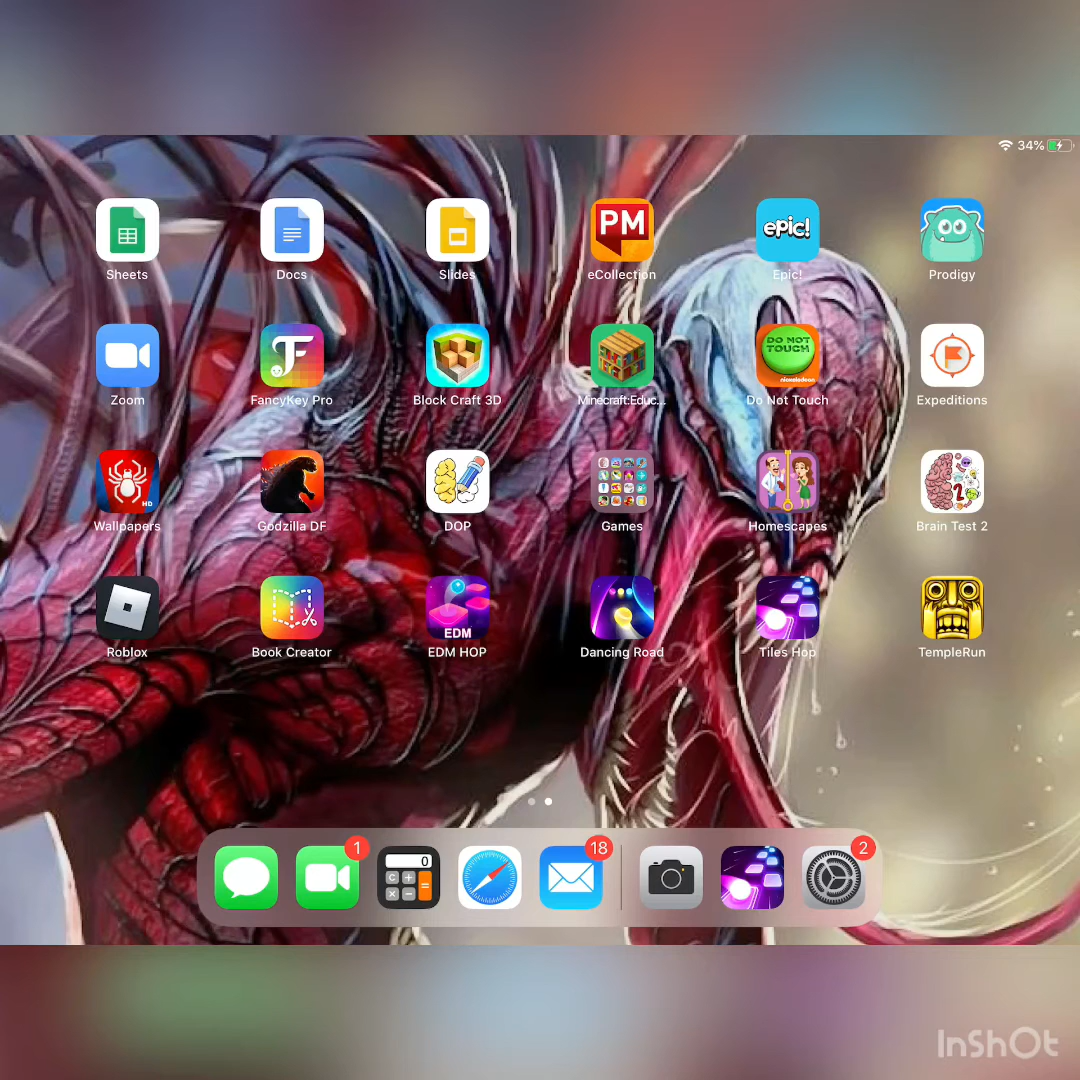 34%
Sheets Docs Slides eCollection Epic! Prodigy
PM epic!
Zoom FancyKey Pro Block Craft 3D Minecraft:Educ... Do Not Touch Expeditions
DO NOT
TOUCH
nickelodeon
Wallpapers Godzilla DF DOP Games Homescapes Brain Test 2
HD
2
Roblox Book Creator EDM HOP Dancing Road Tiles Hop TempleRun
EDM
1 18 2
0
InShOt